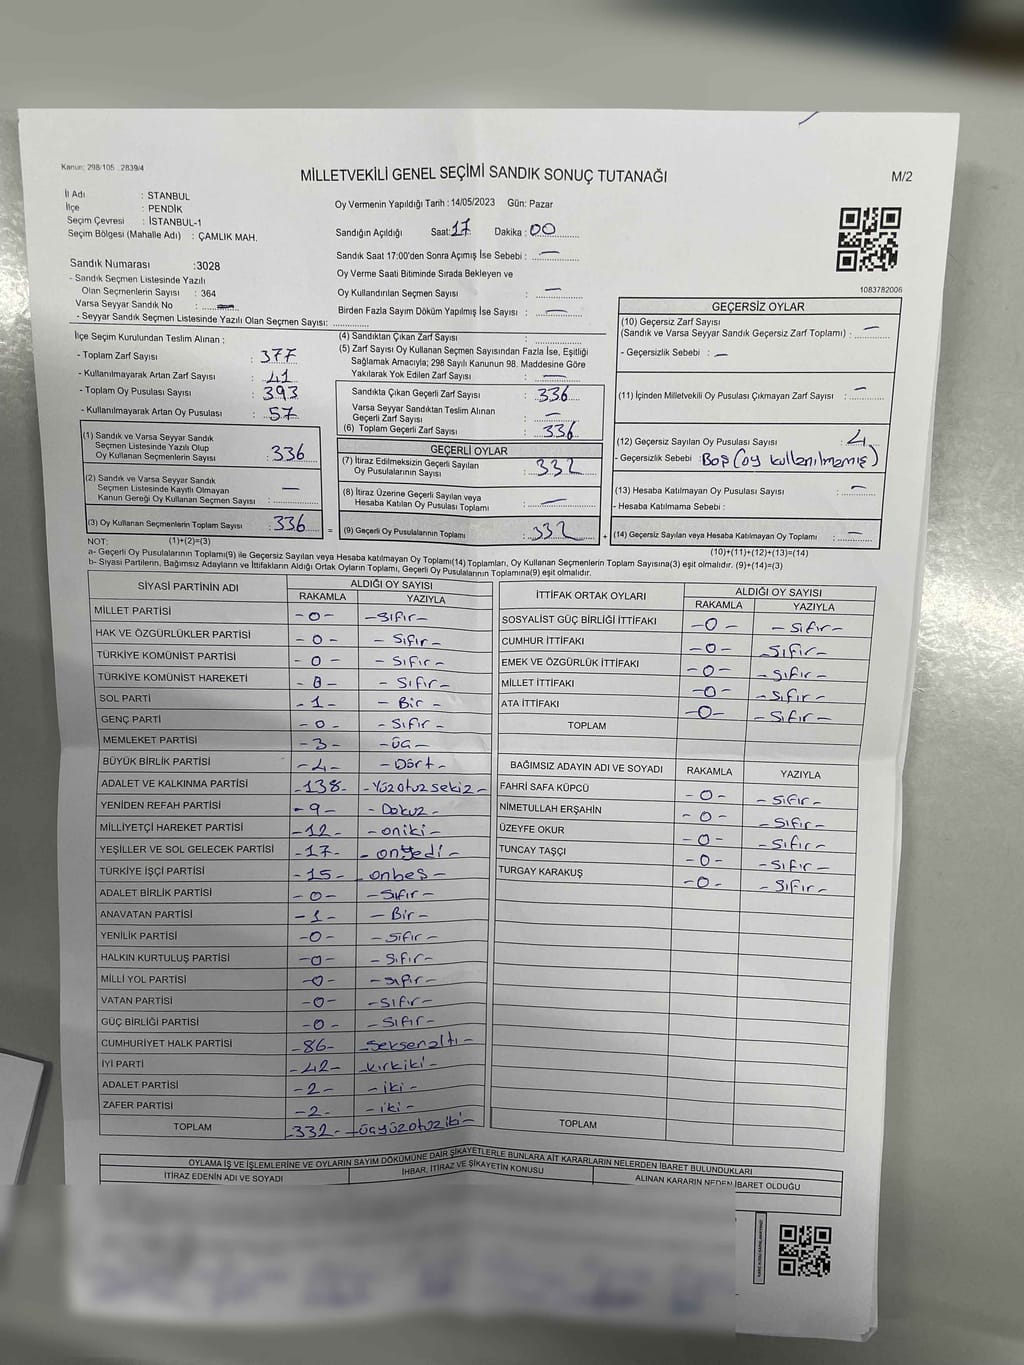 Kanun: 298/105 2839/4
MİLLETVEKİLİ GENEL SEÇİMİ SANDIK SONUÇ TUTANAĞI
M/2
İl Adı : STANBUL
İlçe : PENDİK
Seçim Çevresi : İSTANBUL-1
Seçim Bölgesi (Mahalle Adı) : ÇAMLIK MAH.
Oy Vermenin Yapıldığı Tarih : 14/05/2023 Gün: Pazar
Sandığın Açıldığı Saat: 17 Dakika : 00
Sandık Saat 17:00'den Sonra Açımış İse Sebebi : —
Oy Verme Saati Bitiminde Sırada Bekleyen ve
Oy Kullandırılan Seçmen Sayısı : —
Birden Fazla Sayım Dökûm Yapılmış İse Sayısı : —
1083782006
Sandık Numarası :3028
- Sandık Seçmen Listesinde Yazılı
Olan Seçmenlerin Sayısı : 364
Varsa Seyyar Sandık No : —
- Seyyar Sandık Seçmen Listesinde Yazılı Olan Seçmen Sayısı:
İlçe Seçim Kurulundan Teslim Alınan ;
- Toplam Zarf Sayısı : 377
- Kullanılmayarak Artan Zarf Sayısı : 41
- Toplam Oy Pusulası Sayısı : 393
- Kullanılmayarak Artan Oy Pusulası : 57
(1) Sandık ve Varsa Seyyar Sandık
Seçmen Listesinde Yazılı Olup
Oy Kullanan Seçmenlerin Sayısı : 336
(2) Sandık ve Varsa Seyyar Sandık
Seçmen Listesinde Kayıtlı Olmayan
Kanun Gereği Oy Kullanan Seçmen Sayısı : —
(3) Oy Kullanan Seçmenlerin Toplam Sayısı : 336 =
(4) Sandıktan Çıkan Zarf Sayısı :
(5) Zarf Sayısı Oy Kullanan Seçmen Sayısından Fazla İse, Eşitliği
Sağlamak Amacıyla; 298 Sayılı Kanunun 98. Maddesine Göre
Yakılarak Yok Edilen Zarf Sayısı : —
Sandıkta Çıkan Geçerli Zarf Sayısı : 336
Varsa Seyyar Sandıktan Teslim Alınan
Geçerli Zarf Sayısı : —
(6) Toplam Geçerli Zarf Sayısı : 336
GEÇERLİ OYLAR
(7) İtiraz Edilmeksizin Geçerli Sayılan
Oy Pusulalarının Sayısı : 332
(8) İtiraz Üzerine Geçerli Sayılan veya
Hesaba Katılan Oy Pusulası Toplamı : —
(9) Geçerli Oy Pusulalarının Toplamı : 332 +
GEÇERSİZ OYLAR
(10) Geçersiz Zarf Sayısı
(Sandık ve Varsa Seyyar Sandık Geçersiz Zarf Toplamı) : —
- Geçersizlik Sebebi : —
(11) İçinden Milletvekili Oy Pusulası Çıkmayan Zarf Sayısı : —
(12) Geçersiz Sayılan Oy Pusulası Sayısı : 4
- Geçersizlik Sebebi : Boş (oy kullanılmamış)
(13) Hesaba Katılmayan Oy Pusulası Sayısı : —
- Hesaba Katılmama Sebebi :
(14) Geçersiz Sayılan veya Hesaba Katılmayan Oy Toplamı : —
NOT: (1)+(2)=(3)
(10)+(11)+(12)+(13)=(14)
a- Geçerli Oy Pusulalarının Toplamı(9) ile Geçersiz Sayılan veya Hesaba katılmayan Oy Toplamı(14) Toplamları, Oy Kullanan Seçmenlerin Toplam Sayısına(3) eşit olmalıdır. (9)+(14)=(3)
b- Siyasi Partilerin, Bağımsız Adayların ve İttifakların Aldığı Ortak Oyların Toplamı, Geçerli Oy Pusulalarının Toplamına(9) eşit olmalıdır.
SİYASİ PARTİNİN ADI ALDIĞI OY SAYISI
RAKAMLA YAZIYLA
MİLLET PARTİSİ -0- -Sıfır-
HAK VE ÖZGÜRLÜKLER PARTİSİ -0- -Sıfır-
TÜRKİYE KOMÜNİST PARTİSİ -0- -Sıfır-
TÜRKİYE KOMÜNİST HAREKETİ -0- -Sıfır-
SOL PARTİ -1- -Bir-
GENÇ PARTİ -0- -Sıfır-
MEMLEKET PARTİSİ -3- -Üç-
BÜYÜK BİRLİK PARTİSİ -4- -Dört-
ADALET VE KALKINMA PARTİSİ -138- -Yüzotuzsekiz-
YENİDEN REFAH PARTİSİ -9- -Dokuz-
MİLLİYETÇİ HAREKET PARTİSİ -12- -oniki-
YEŞİLLER VE SOL GELECEK PARTİSİ -17- -onyedi-
TÜRKİYE İŞÇİ PARTİSİ -15- -onbeş-
ADALET BİRLİK PARTİSİ -0- -Sıfır-
ANAVATAN PARTİSİ -1- -Bir-
YENİLİK PARTİSİ -0- -Sıfır-
HALKIN KURTULUŞ PARTİSİ -0- -Sıfır-
MİLLİ YOL PARTİSİ -0- -Sıfır-
VATAN PARTİSİ -0- -Sıfır-
GÜÇ BİRLİĞİ PARTİSİ -0- -Sıfır-
CUMHURİYET HALK PARTİSİ -86- -Seksenaltı-
İYİ PARTİ -42- -kırkiki-
ADALET PARTİSİ -2- -iki-
ZAFER PARTİSİ -2- -iki-
TOPLAM -332- -üçyüzotuziki-
İTTİFAK ORTAK OYLARI ALDIĞI OY SAYISI
RAKAMLA YAZIYLA
SOSYALİST GÜÇ BİRLİĞİ İTTİFAKI -0- -Sıfır-
CUMHUR İTTİFAKI -0- -Sıfır-
EMEK VE ÖZGÜRLÜK İTTİFAKI -0- -Sıfır-
MİLLET İTTİFAKI -0- -Sıfır-
ATA İTTİFAKI -0- -Sıfır-
TOPLAM
BAĞIMSIZ ADAYIN ADI VE SOYADI RAKAMLA YAZIYLA
FAHRİ SAFA KÜPCÜ -0- -Sıfır-
NİMETULLAH ERŞAHİN -0- -Sıfır-
ÜZEYFE OKUR -0- -Sıfır-
TUNCAY TAŞÇI -0- -Sıfır-
TURGAY KARAKUŞ -0- -Sıfır-
TOPLAM
OYLAMA İŞ VE İŞLEMLERİNE VE OYLARIN SAYIM DÖKÜMÜNE DAİR ŞİKAYETLERLE BUNLARA AİT KARARLARIN NELERDEN İBARET BULUNDUKLARI
İTİRAZ EDENİN ADI VE SOYADI İHBAR, İTİRAZ VE ŞİKAYETİN KONUSU ALINAN KARARIN NEDEN İBARET OLDUĞU